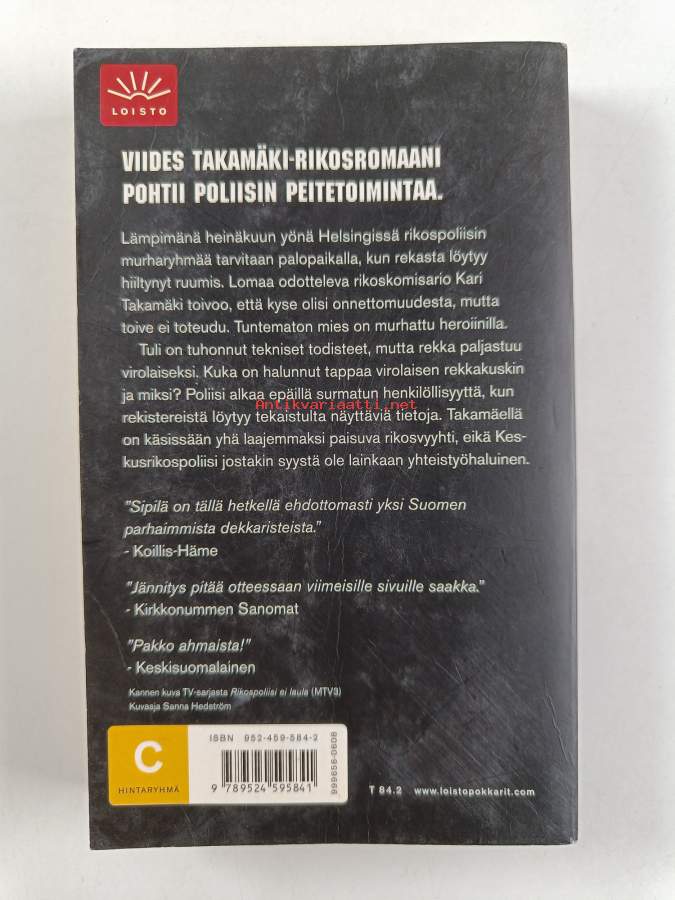 LOISTO
VIIDES TAKAMÄKI-RIKOSROMAANI
POHTII POLIISIN PEITETOIMINTAA.
Lämpimänä heinäkuun yönä Helsingissä rikospoliisin
murharyhmää tarvitaan palopaikalla, kun rekasta löytyy
hiiltynyt ruumis. Lomaa odotteleva rikoskomisario Kari
Takamäki toivoo, että kyse olisi onnettomuudesta, mutta
toive ei toteudu. Tuntematon mies on murhattu heroiinilla.
Tuli on tuhonnut tekniset todisteet, mutta rekka paljastuu
virolaiseksi. Kuka on halunnut tappaa virolaisen rekkakuskin
ja miksi? Poliisi alkaa epäillä surmatun henkilöllisyyttä, kun
Antikvariaatti.net
rekistereistä löytyy tekaistulta näyttäviä tietoja. Takamäellä
on käsissään yhä laajemmaksi paisuva rikosvyyhti, eikä Kes-
kusrikospoliisi jostakin syystä ole lainkaan yhteistyöhaluinen.
"Sipilä on tällä hetkellä ehdottomasti yksi Suomen
parhaimmista dekkaristeista."
- Koillis-Häme
"Jännitys pitää otteessaan viimeisille sivuille saakka."
- Kirkkonummen Sanomat
"Pakko ahmaista!"
- Keskisuomalainen
Kannen kuva TV-sarjasta Rikospoliisi ei laula (MTV3)
Kuvaaja Sanna Hedström
C
HINTARYHMÄ
ISBN 952-459-584-2
9 789524 595841
999656-0608
T 84.2 www.loistopokkarit.com